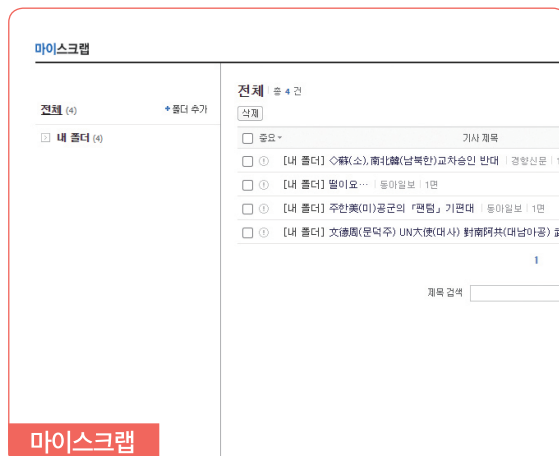 마이스크랩
전체 (4)
+ 폴더 추가
내 폴더 (4)
전체 총 4 건
삭제
중요 기사 제목
[내 폴더] ◇蘇(소), 南北韓(남북한)교차승인 반대 경향신문
[내 폴더] 떨이요… 동아일보 1면
[내 폴더] 주한美(미)공군의 「팬텀」기편대 동아일보 1면
[내 폴더] 文德周(문덕주) UN大使(대사) 對南阿共(대남아공)
1
제목 검색
마이스크랩